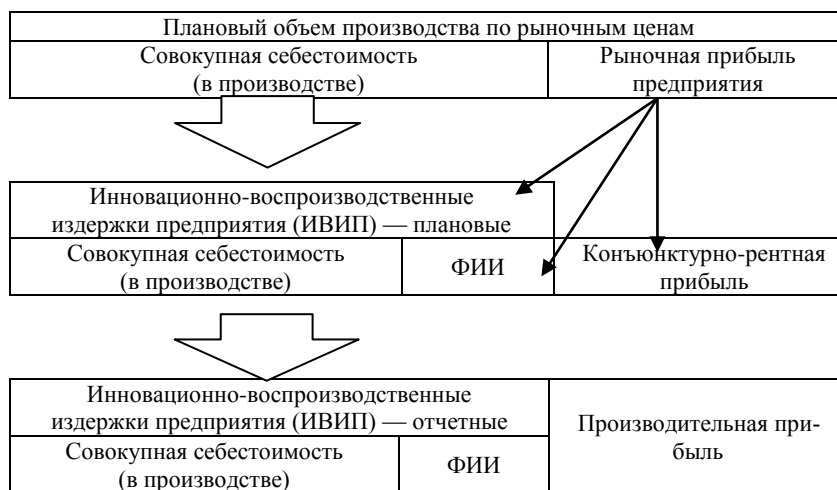 Плановый объем производства по рыночным ценам
Совокупная себестоимость
(в производстве)
Рыночная прибыль
предприятия
Инновационно-воспроизводственные
издержки предприятия (ИВИП) — плановые
Совокупная себестоимость
(в производстве)
ФИИ
Конъюнктурно-рентная
прибыль
Инновационно-воспроизводственные
издержки предприятия (ИВИП) — отчетные
Совокупная себестоимость
(в производстве)
ФИИ
Производительная при-
быль